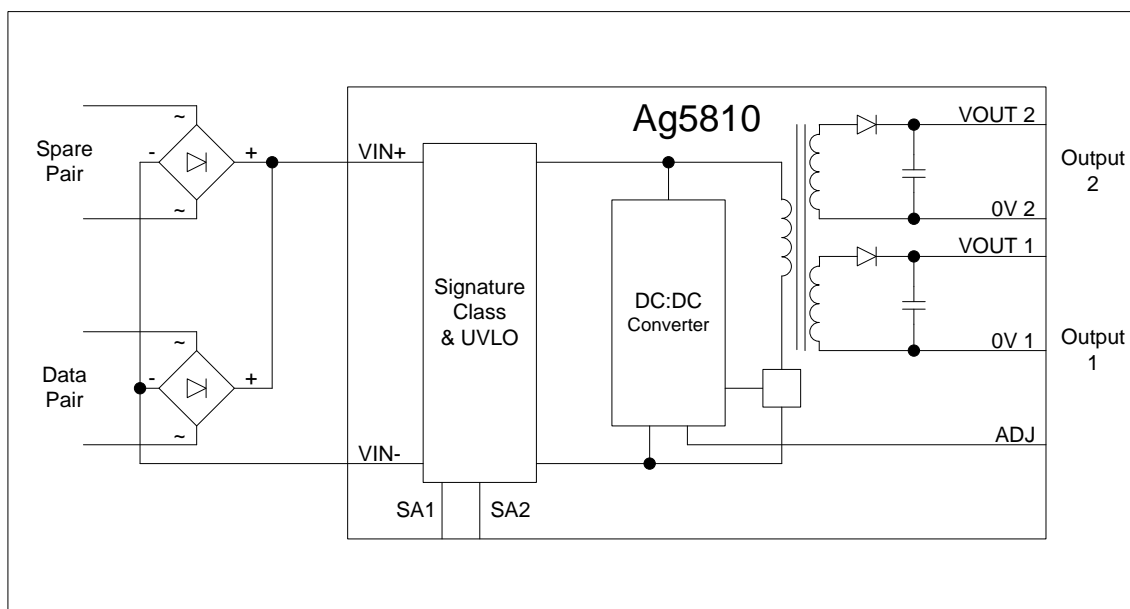 Ag5810
~
Spare
Pair
-
+
~
VIN+
Signature
Class
& UVLO
DC:DC
Converter
VOUT 2
Output
2
0V 2
VOUT 1
0V 1
Output
1
~
Data
Pair
-
+
~
VIN-
SA1
SA2
ADJ